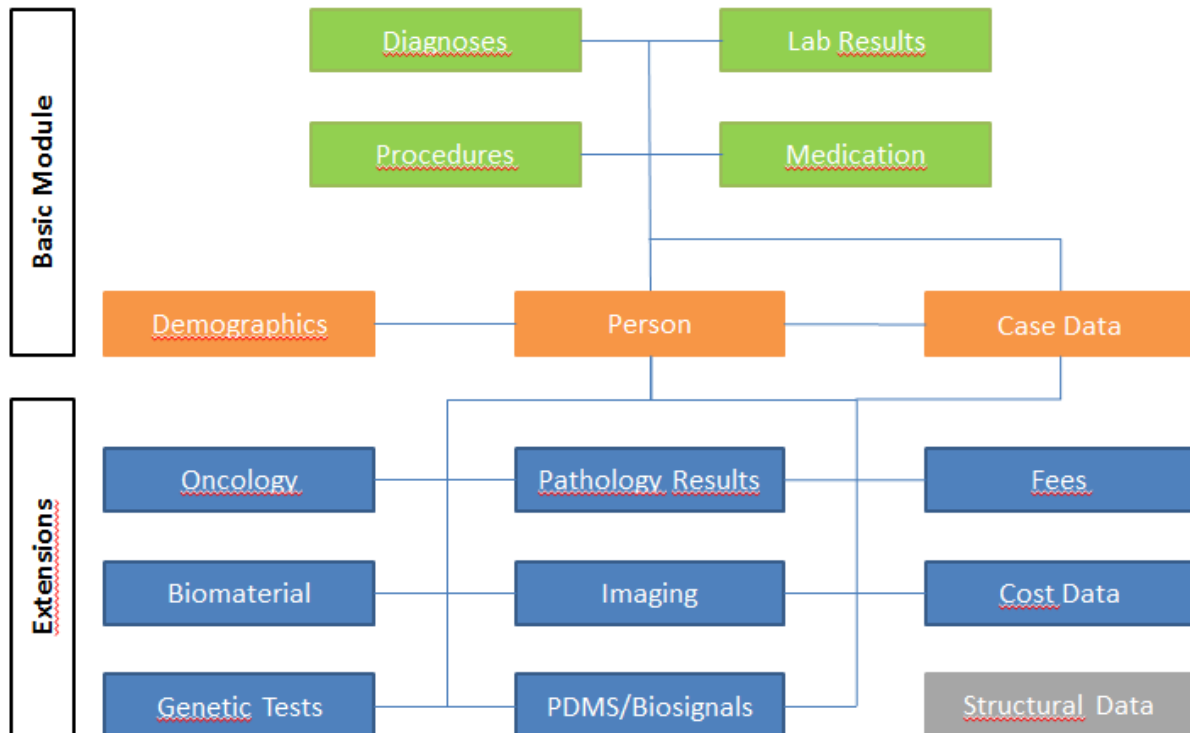 Basic Module
Diagnoses
Lab Results
Procedures
Medication
Demographics
Person
Case Data
Extensions
Oncology
Pathology Results
Fees
Biomaterial
Imaging
Cost Data
Genetic Tests
PDMS/Biosignals
Structural Data